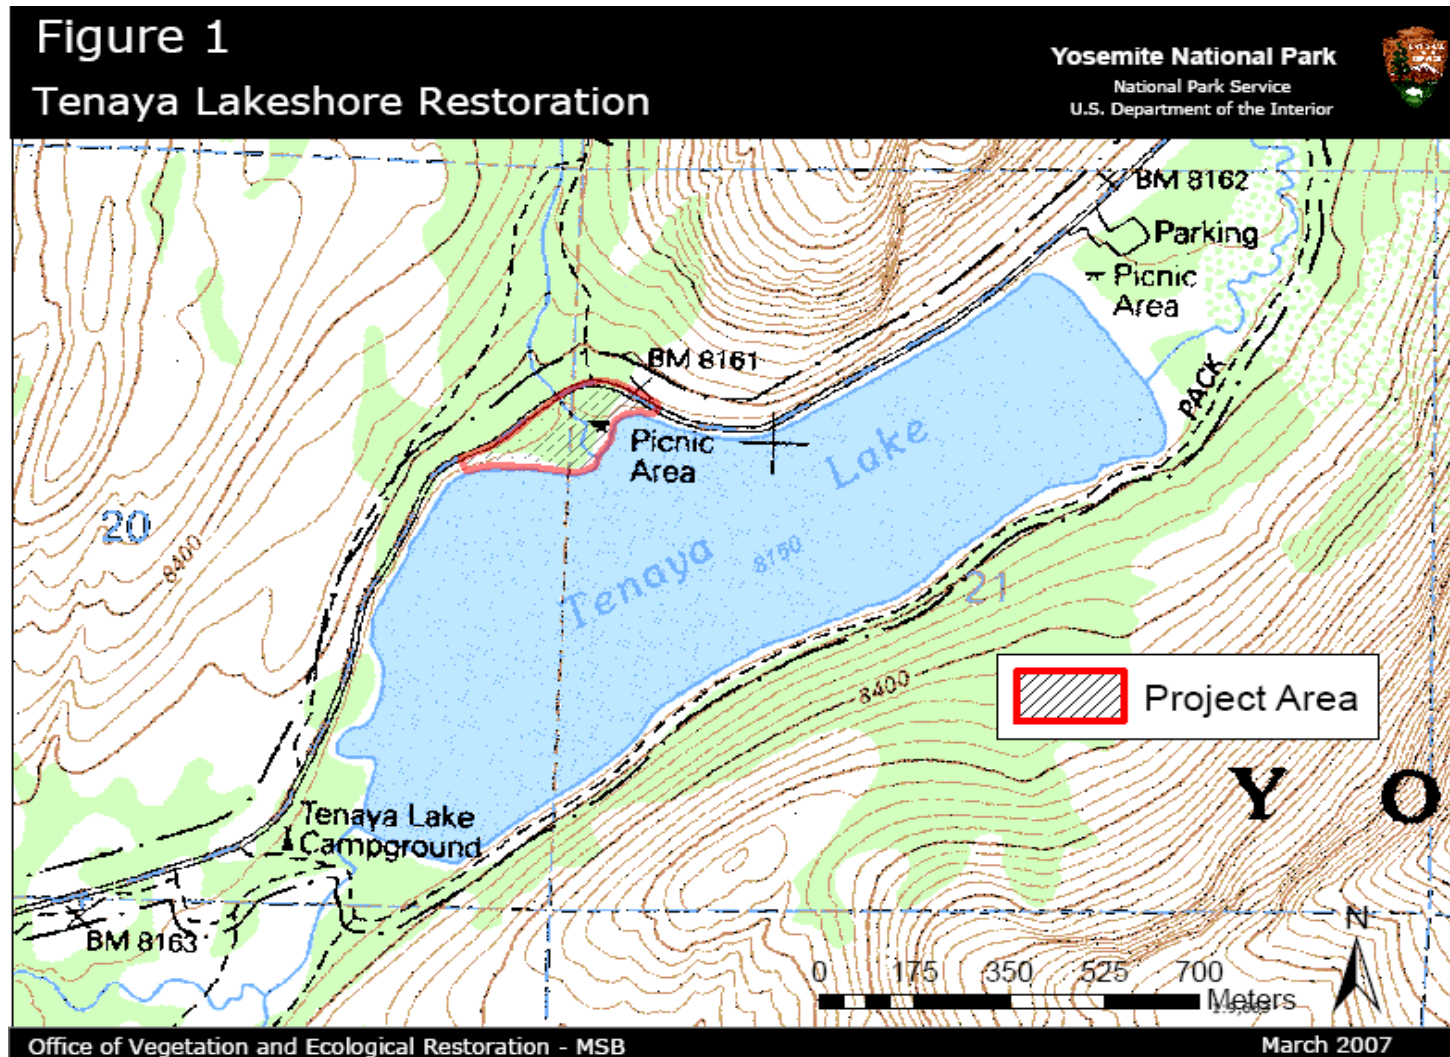 Figure 1
Tenaya Lakeshore Restoration
Yosemite National Park
National Park Service
U.S. Department of the Interior
BM 8162
Parking
Picnic
Area
BM 8161
PACK
Picnic
Area
Lake
20
8400
Tenaya
8150
21
8400
Project Area
Y O
Tenaya Lake
Campground
BM 8163
N
0 175 350 525 700
Meters
Office of Vegetation and Ecological Restoration - MSB
March 2007